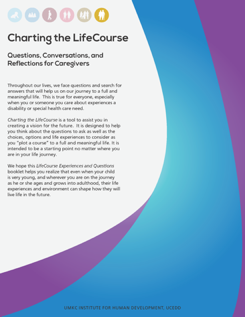 Charting the LifeCourse
Questions, Conversations, and
Reflections for Caregivers
Throughout our lives, we face questions and search for
answers that will help us on our journey to a full and
meaningful life. This is true for everyone, especially
when you or someone you care about experiences a
disability or special health care need.
Charting the LifeCourse is a tool to assist you in
creating a vision for the future. It is designed to help
you think about the questions to ask as well as the
choices, options and life experiences to consider as
you "plot a course" to a full and meaningful life. It is
intended to be a starting point no matter where you
are in your life journey.
We hope this LifeCourse Experiences and Questions
booklet helps you realize that even when your child
is very young, and wherever you are on the journey
as he or she ages and grows into adulthood, their life
experiences and environment can shape how they will
live life in the future.
UMKC INSTITUTE FOR HUMAN DEVELOPMENT, UCEDD